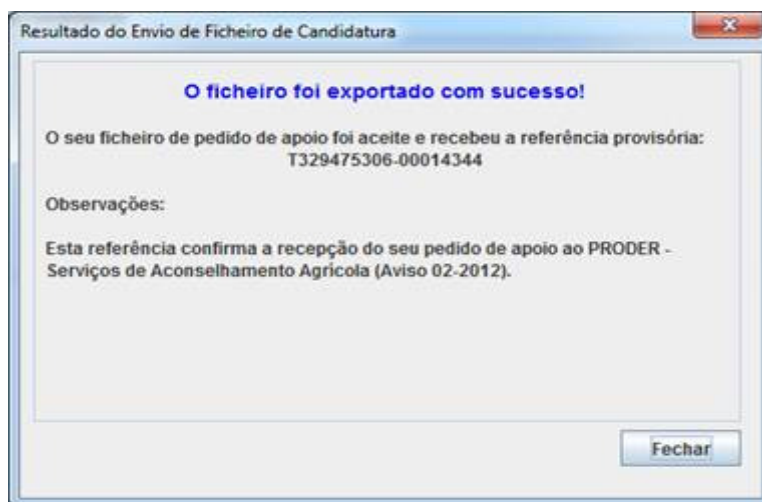 Resultado do Envio de Ficheiro de Candidatura
O ficheiro foi exportado com sucesso!
O seu ficheiro de pedido de apoio foi aceite e recebeu a referência provisória:
T329475306-00014344
Observações:
Esta referência confirma a recepção do seu pedido de apoio ao PRODER -
Serviços de Aconselhamento Agrícola (Aviso 02-2012).
Fechar